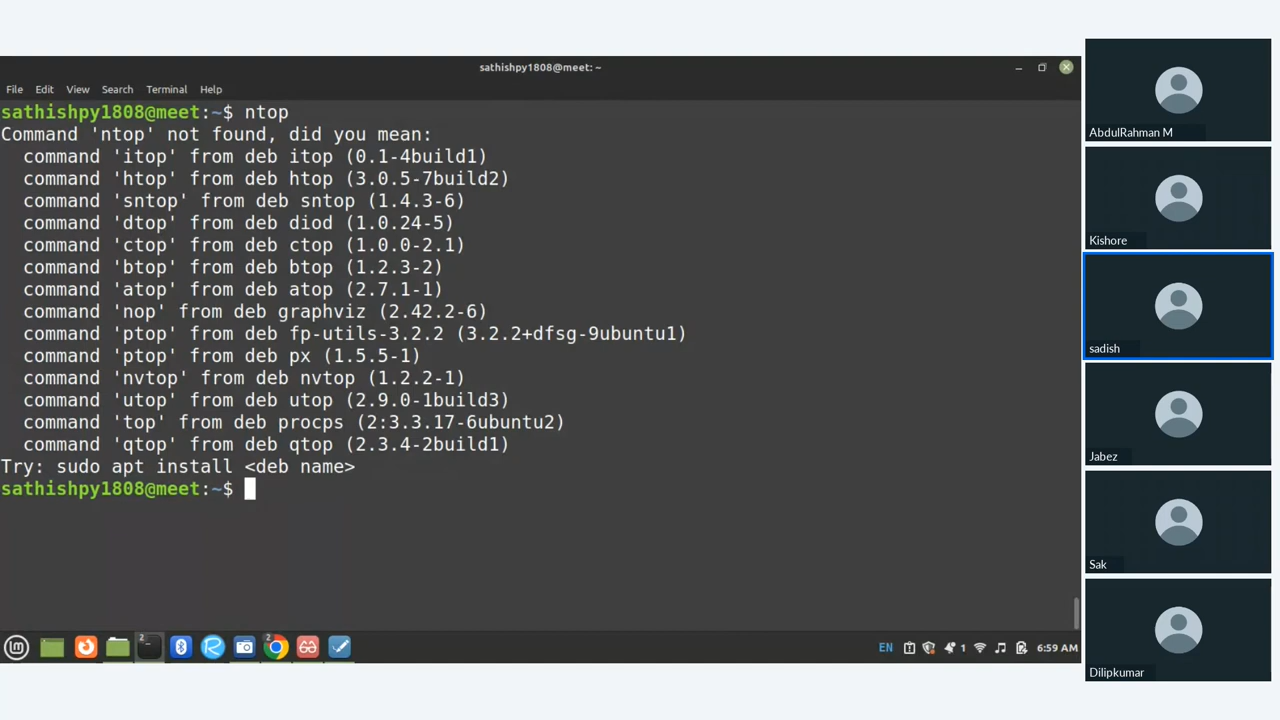 sathishpy1808@meet: ~
File Edit View Search Terminal Help
sathishpy1808@meet:~$ ntop
Command 'ntop' not found, did you mean:
  command 'itop' from deb itop (0.1-4build1)
  command 'htop' from deb htop (3.0.5-7build2)
  command 'sntop' from deb sntop (1.4.3-6)
  command 'dtop' from deb diod (1.0.24-5)
  command 'ctop' from deb ctop (1.0.0-2.1)
  command 'btop' from deb btop (1.2.3-2)
  command 'atop' from deb atop (2.7.1-1)
  command 'nop' from deb graphviz (2.42.2-6)
  command 'ptop' from deb fp-utils-3.2.2 (3.2.2+dfsg-9ubuntu1)
  command 'ptop' from deb px (1.5.5-1)
  command 'nvtop' from deb nvtop (1.2.2-1)
  command 'utop' from deb utop (2.9.0-1build3)
  command 'top' from deb procps (2:3.3.17-6ubuntu2)
  command 'qtop' from deb qtop (2.3.4-2build1)
Try: sudo apt install <deb name>
sathishpy1808@meet:~$
2
2
EN 1 6:59 AM
AbdulRahman M
Kishore
sadish
Jabez
Sak
Dilipkumar